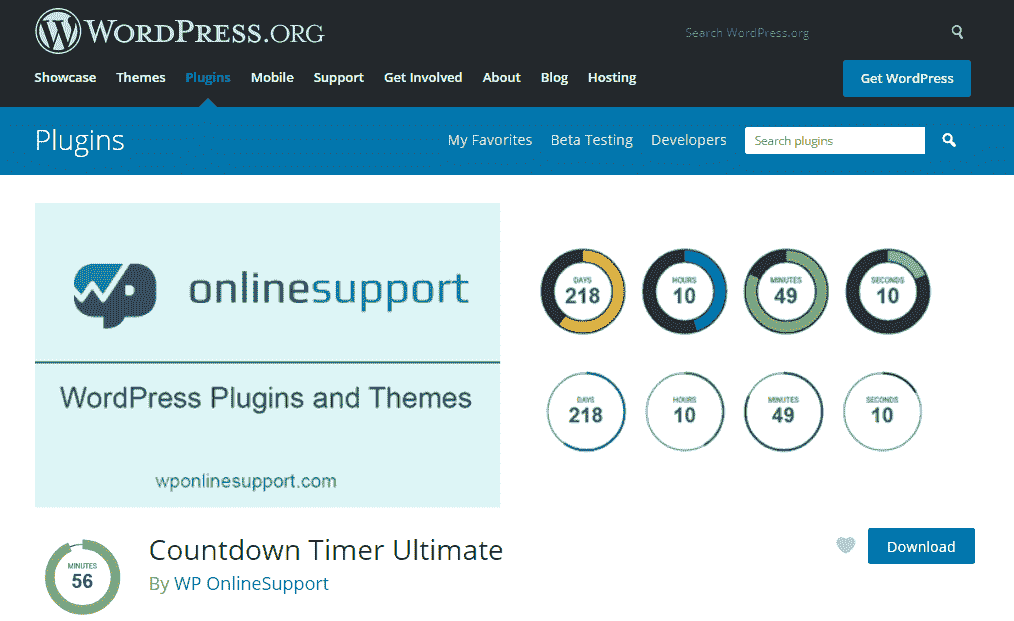 WORDPRESS.ORG
Search WordPress.org
Showcase Themes Plugins Mobile Support Get Involved About Blog Hosting
Get WordPress
Plugins
My Favorites Beta Testing Developers
Search plugins
wp onlinesupport
WordPress Plugins and Themes
wponlinesupport.com
DAYS HOURS MINUTES SECONDS
218 10 49 10
DAYS HOURS MINUTES SECONDS
218 10 49 10
MINUTES
56
Countdown Timer Ultimate
By WP OnlineSupport
Download